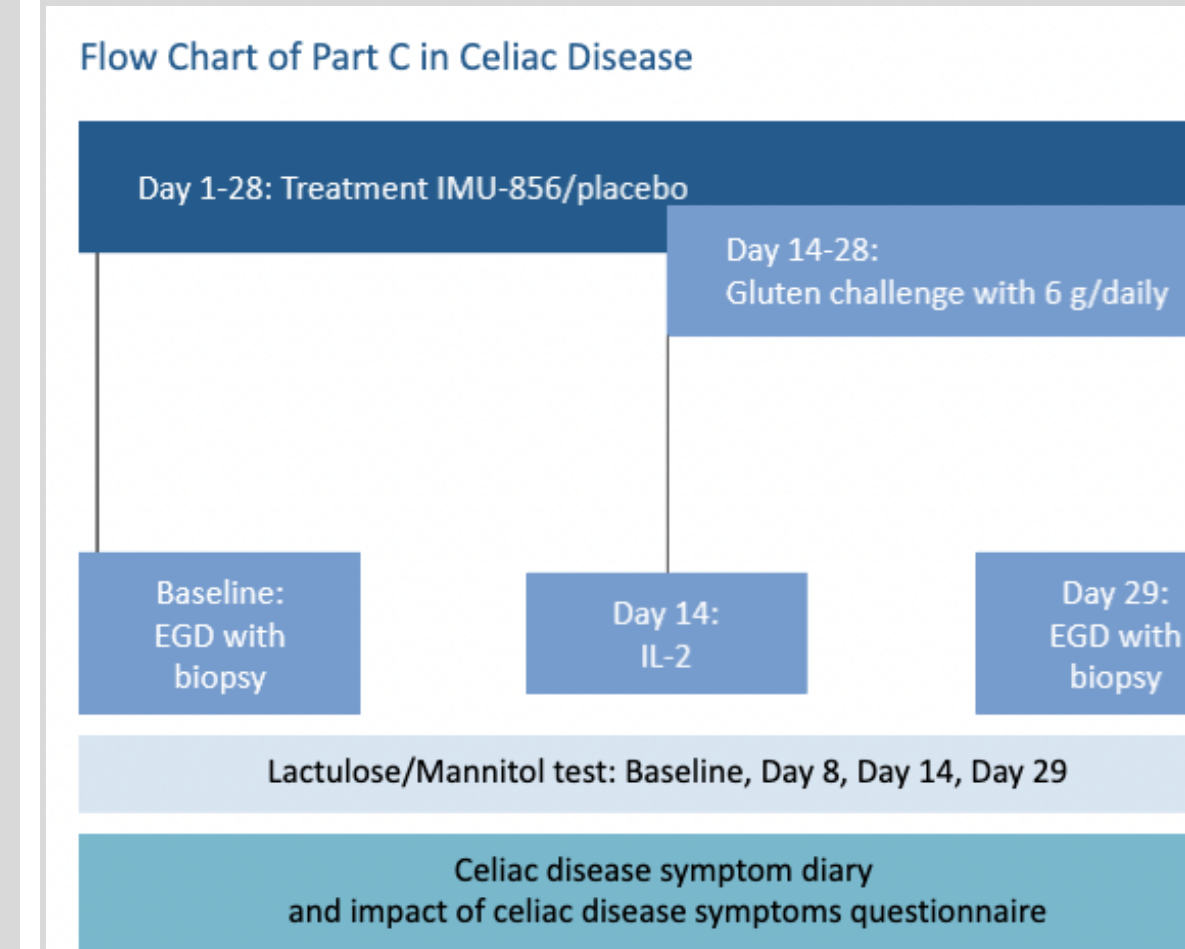 Flow Chart of Part C in Celiac Disease
Day 1-28: Treatment IMU-856/placebo
Day 14-28:
Gluten challenge with 6 g/daily
Baseline:
EGD with
biopsy
Day 14:
IL-2
Day 29:
EGD with
biopsy
Lactulose/Mannitol test: Baseline, Day 8, Day 14, Day 29
Celiac disease symptom diary
and impact of celiac disease symptoms questionnaire